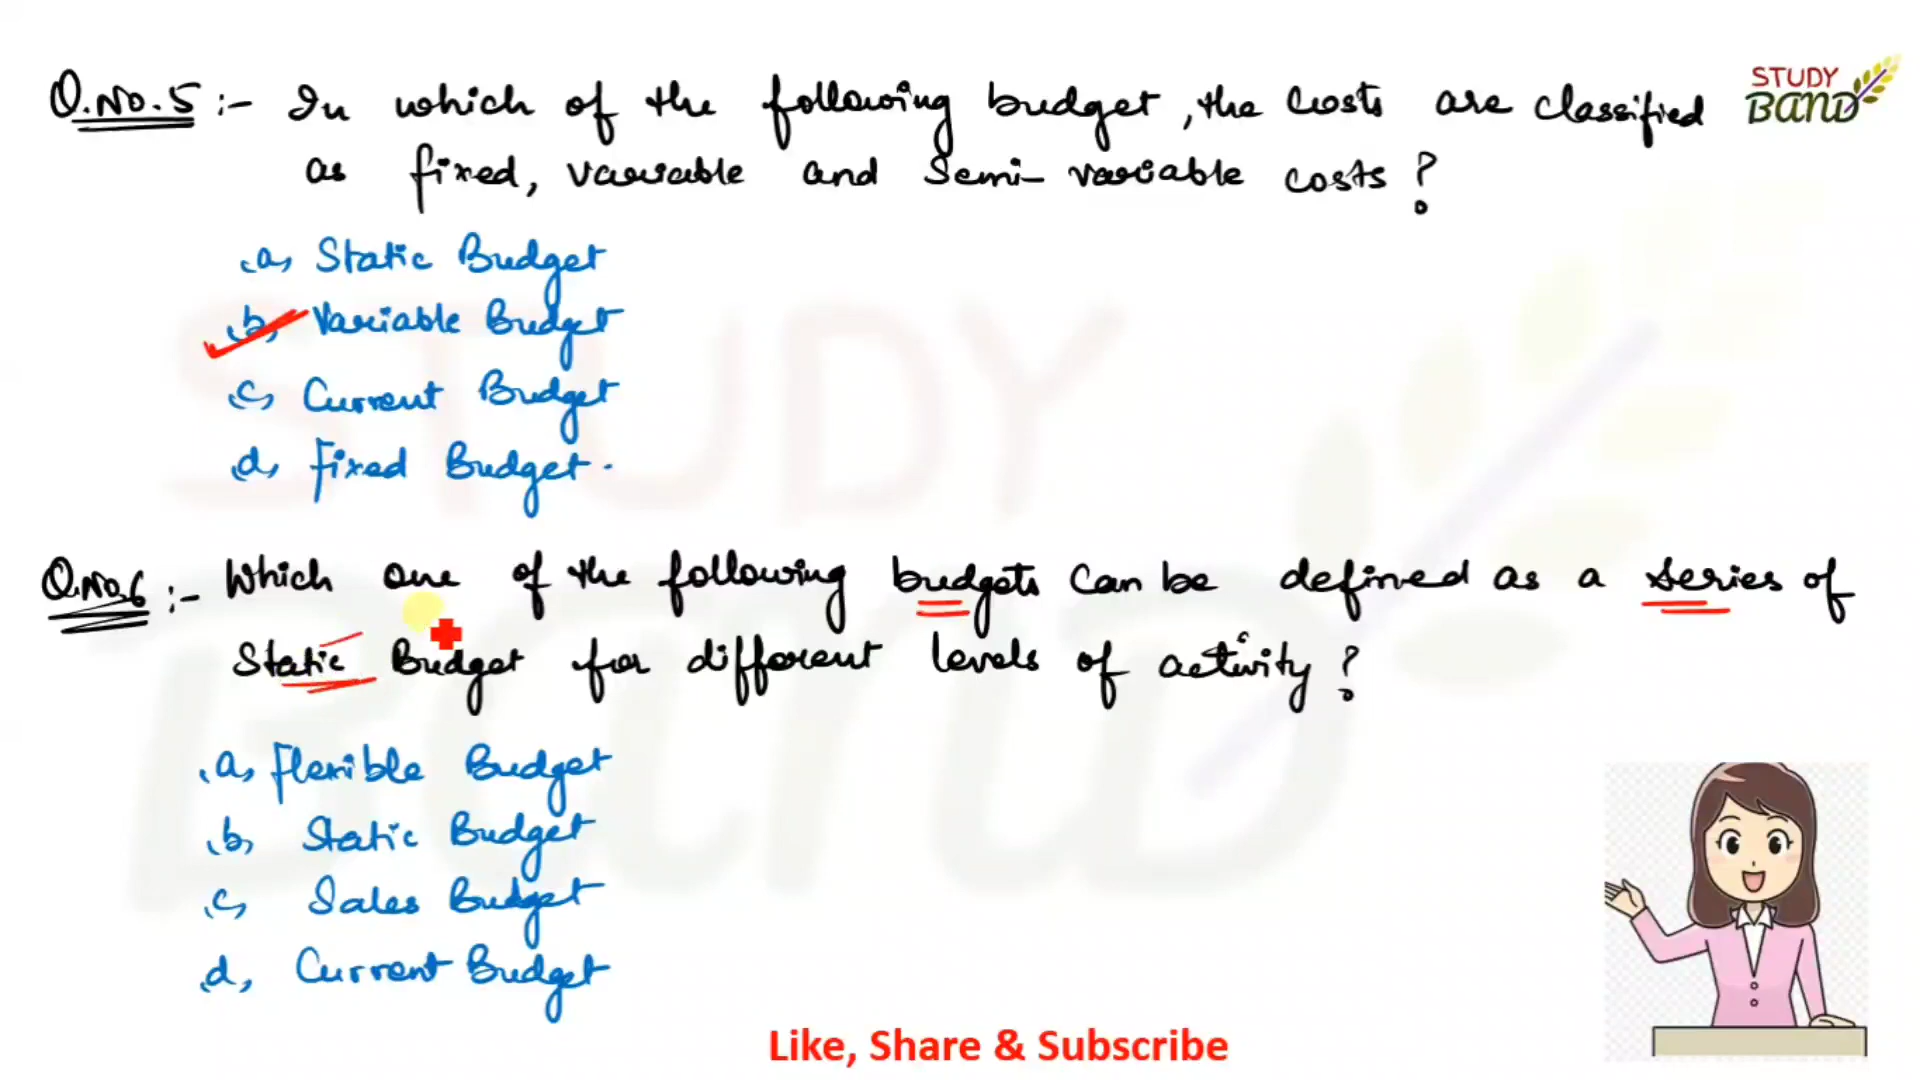 STUDY
BAND
Q.No.5 :- In which of the following budget, the costs are classified
as fixed, variable and semi-variable costs?
(a) Static Budget
(b) Variable Budget
(c) Current Budget
(d) Fixed Budget.
Q.No.6 :- Which one of the following budgets can be defined as a series of
Static Budget for different levels of activity?
(a) Flexible Budget
(b) Static Budget
(c) Sales Budget
(d) Current Budget
Like, Share & Subscribe